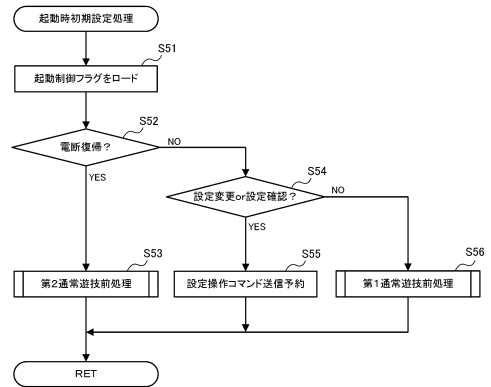 起動時初期設定処理
S51
起動制御フラグをロード
S52
電断復帰？
NO
YES
S54
設定変更or設定確認？
NO
YES
S53
第2通常遊技前処理
S55
設定操作コマンド送信予約
S56
第1通常遊技前処理
RET